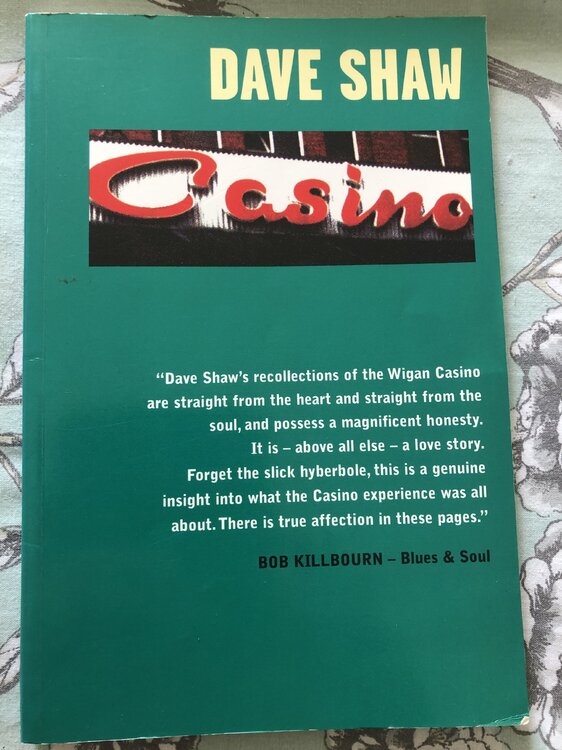 DAVE SHAW
Casino
“Dave Shaw’s recollections of the Wigan Casino
are straight from the heart and straight from the
soul, and possess a magnificent honesty.
It is – above all else – a love story.
Forget the slick hyberbole, this is a genuine
insight into what the Casino experience was all
about. There is true affection in these pages.”
BOB KILLBOURN – Blues & Soul